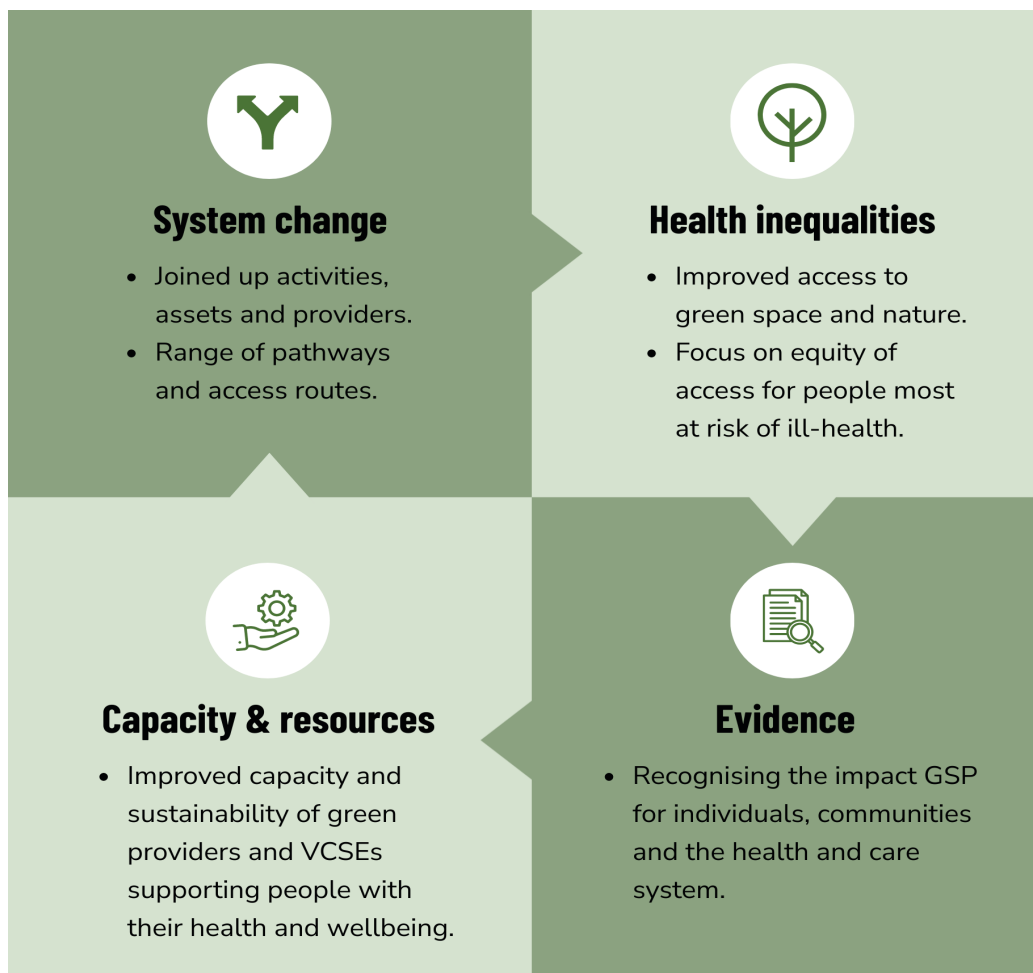 System change
• Joined up activities,
assets and providers.
• Range of pathways
and access routes.
Health inequalities
• Improved access to
green space and nature.
• Focus on equity of
access for people most
at risk of ill-health.
Capacity & resources
• Improved capacity and
sustainability of green
providers and VCSEs
supporting people with
their health and wellbeing.
Evidence
• Recognising the impact GSP
for individuals, communities
and the health and care
system.